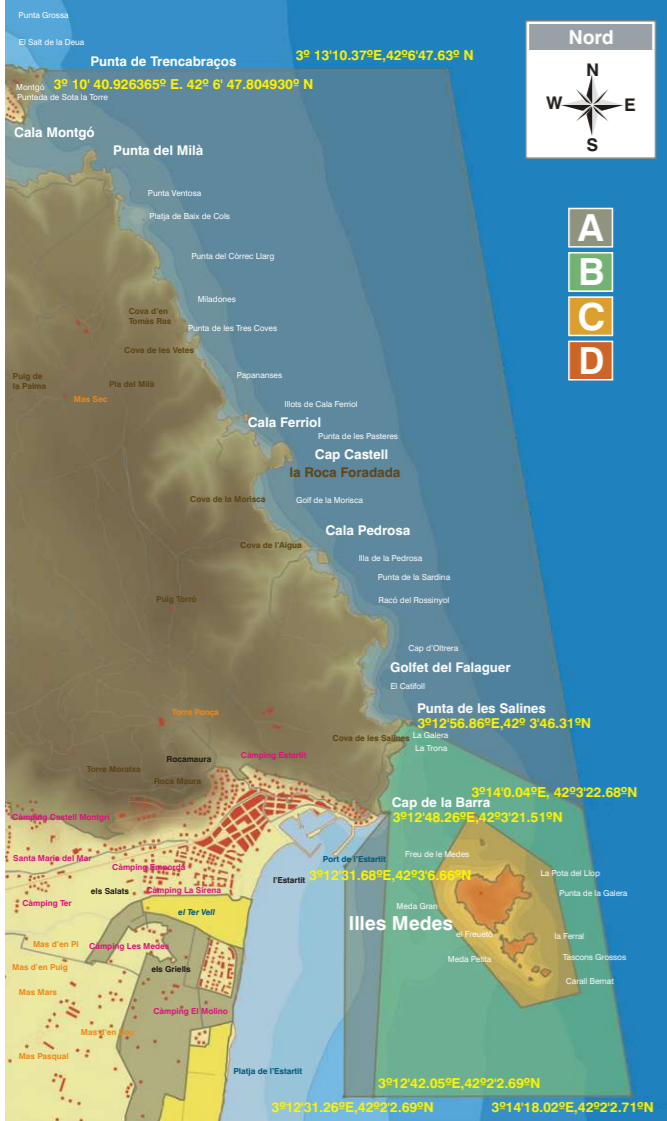 Punta Grossa
El Salt de la Deua
Punta de Trencabraços
3º 13'10.37ºE,42º6'47.63º N
Nord
N
W
E
S
Montgó
3º 10' 40.926365º E. 42º 6' 47.804930º N
Puntada de Sota la Torre
Cala Montgó
Punta del Milà
Punta Ventosa
Platja de Baix de Cols
A
B
C
D
Punta del Còrrec Llarg
Miladones
Cova d'en
Tomàs Ras
Punta de les Tres Coves
Cova de les Vetes
Puig de
la Palma
Pla del Milà
Papananses
Mas Sec
Illots de Cala Ferriol
Cala Ferriol
Punta de les Pasteres
Cap Castell
la Roca Foradada
Cova de la Morisca
Golf de la Morisca
Cala Pedrosa
Cova de l'Aigua
Illa de la Pedrosa
Punta de la Sardina
Puig Torró
Racó del Rossinyol
Cap d'Oltrera
Golfet del Falaguer
El Catifoll
Punta de les Salines
Torre Ponça
3º12'56.86ºE,42º 3'46.31ºN
Cova de les Salines
La Galera
La Trona
Rocamaura
Càmping Estartit
Torre Moratxa
Roca Maura
3º14'0.04ºE, 42º3'22.68ºN
Cap de la Barra
3º12'48.26ºE,42º3'21.51ºN
Càmping Castell Montgrí
Santa Maria del Mar
Port de l'Estartit
Freu de le Medes
Càmping Empordà
3º12'31.68ºE,42º3'6.66ºN
La Pota del Llop
l'Estartit
els Salats
Càmping La Sirena
Punta de la Galera
Càmping Ter
Meda Gran
el Ter Vell
Illes Medes
el Freuetó
la Ferral
Mas d'en Pi
Càmping Les Medes
Tascons Grossos
Meda Petita
Mas d'en Puig
els Griells
Carall Bernat
Mas Mars
Càmping El Molino
Mas Pasqual
Platja de l'Estartit
3º12'42.05ºE,42º2'2.69ºN
3º12'31.26ºE,42º2'2.69ºN
3º14'18.02ºE,42º2'2.71ºN